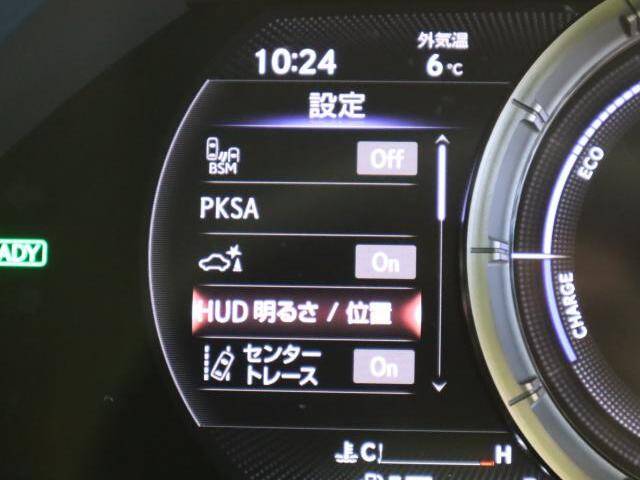 10:24
外気温
6℃
設定
BSM
Off
PKSA
On
HUD 明るさ / 位置
センター
トレース
On
ECO
CHARGE
ADY
C
H